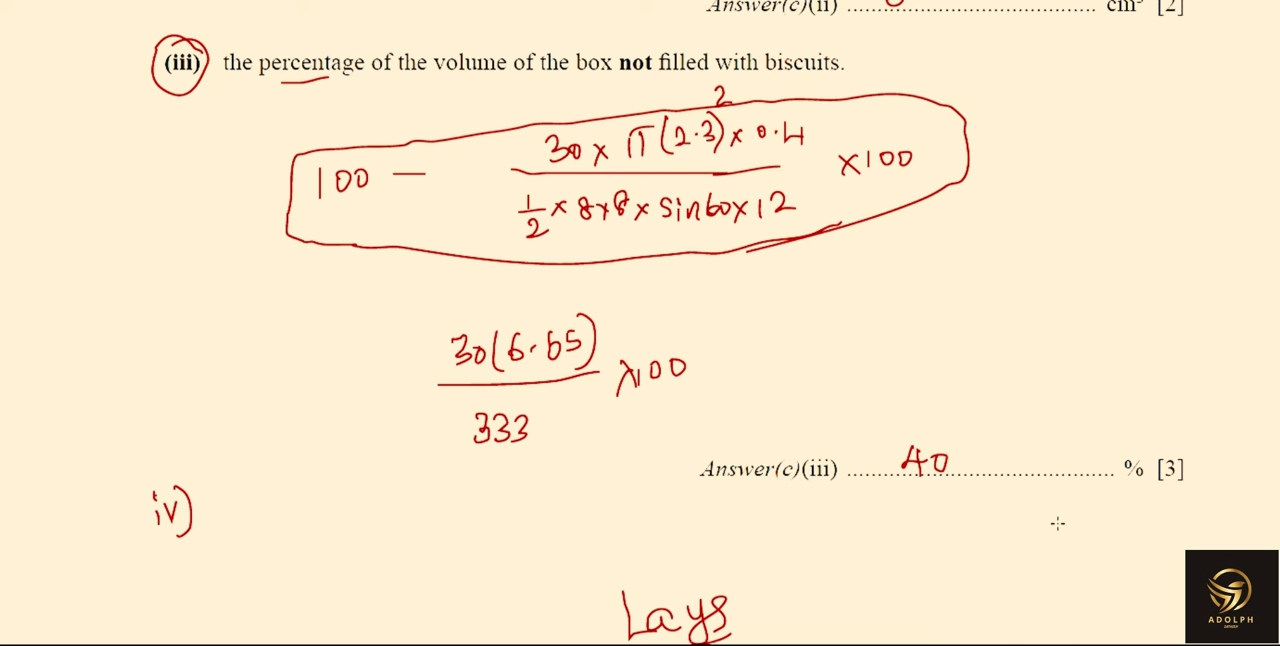 Answer(c)(ii) ............................................... cm³ [2]
(iii) the percentage of the volume of the box not filled with biscuits.
100 - (30 × π(2.3)² × 0.4) / (1/2 × 8 × 8 × sin60 × 12) × 100
30(6.65) / 333 × 100
Answer(c)(iii) ......... 40 ............................... % [3]
iv)
Lays
ADOLPH